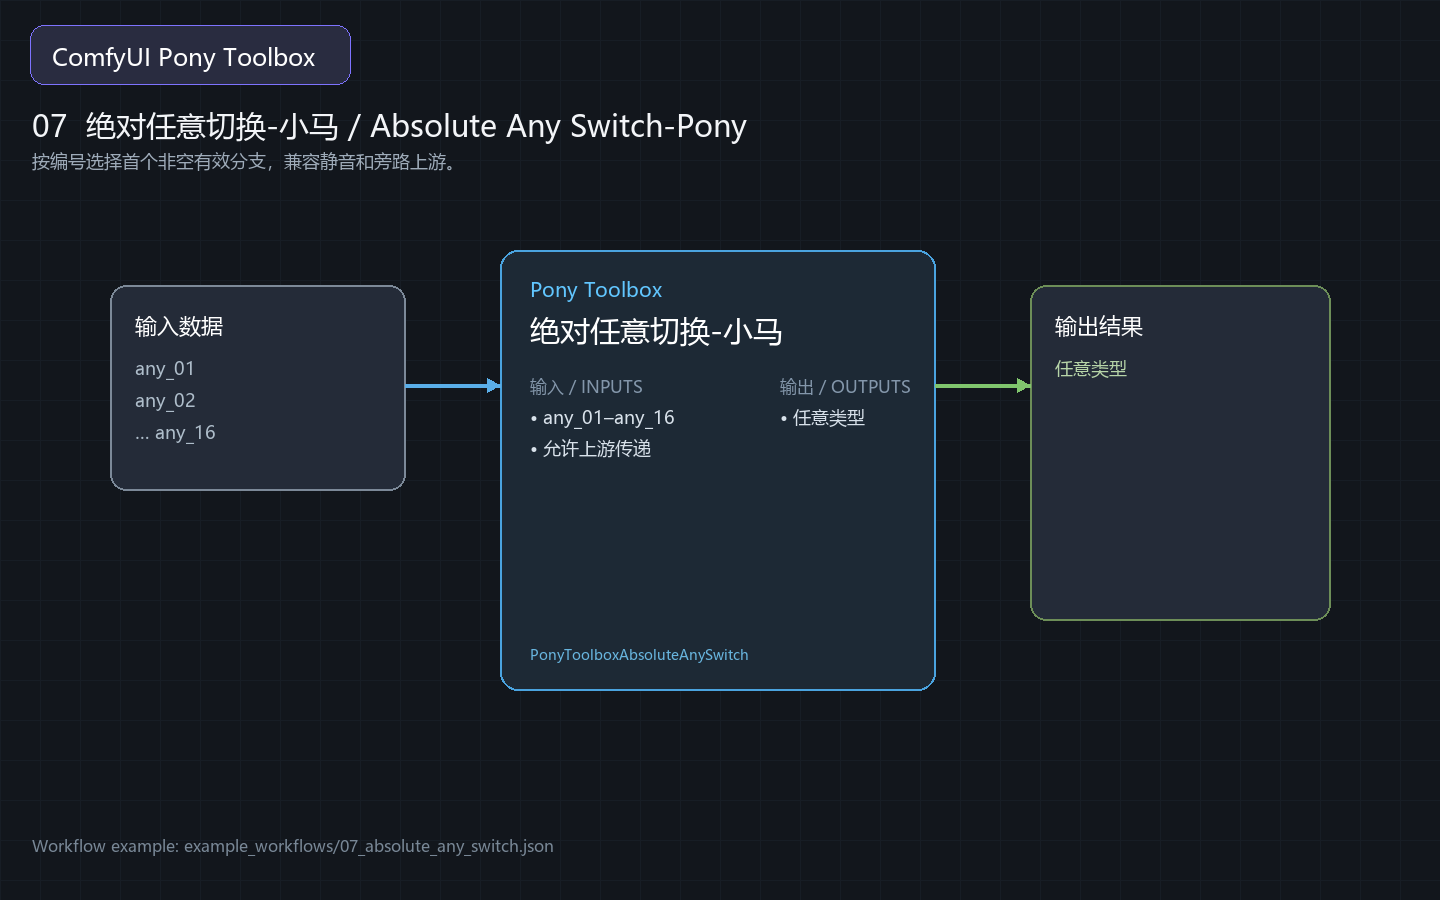 ComfyUI Pony Toolbox
07 绝对任意切换-小马 / Absolute Any Switch-Pony
按编号选择首个非空有效分支，兼容静音和旁路上游。
输入数据
any_01
any_02
... any_16
Pony Toolbox
绝对任意切换-小马
输入 / INPUTS
• any_01–any_16
• 允许上游传递
输出 / OUTPUTS
• 任意类型
PonyToolboxAbsoluteAnySwitch
输出结果
任意类型
Workflow example: example_workflows/07_absolute_any_switch.json